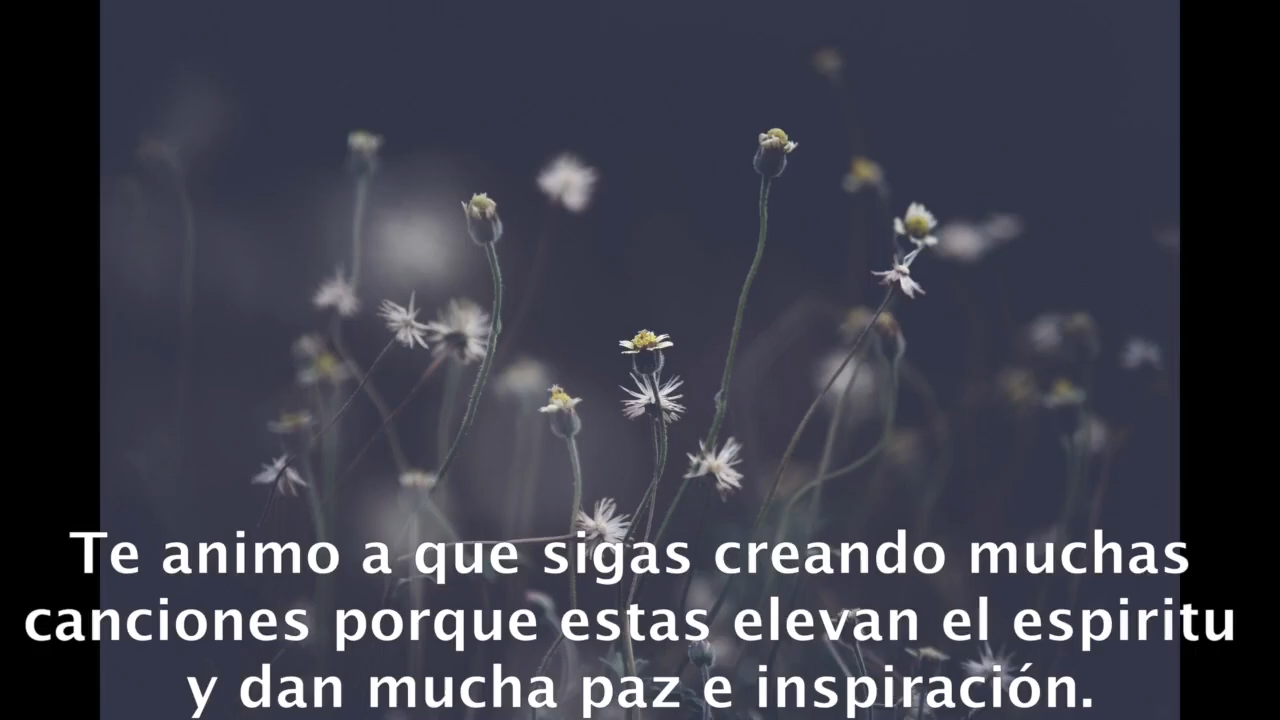 Te animo a que sigas creando muchas
canciones porque estas elevan el espiritu
y dan mucha paz e inspiración.